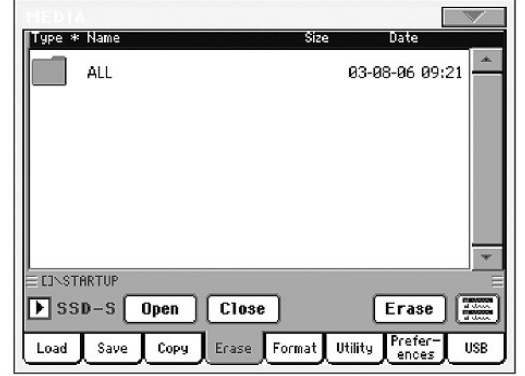 MEDIA
Type * Name Size Date
ALL 03-08-06 09:21
[]\STARTUP
SSD-S Open Close Erase
Load Save Copy Erase Format Utility Prefer-
ences USB